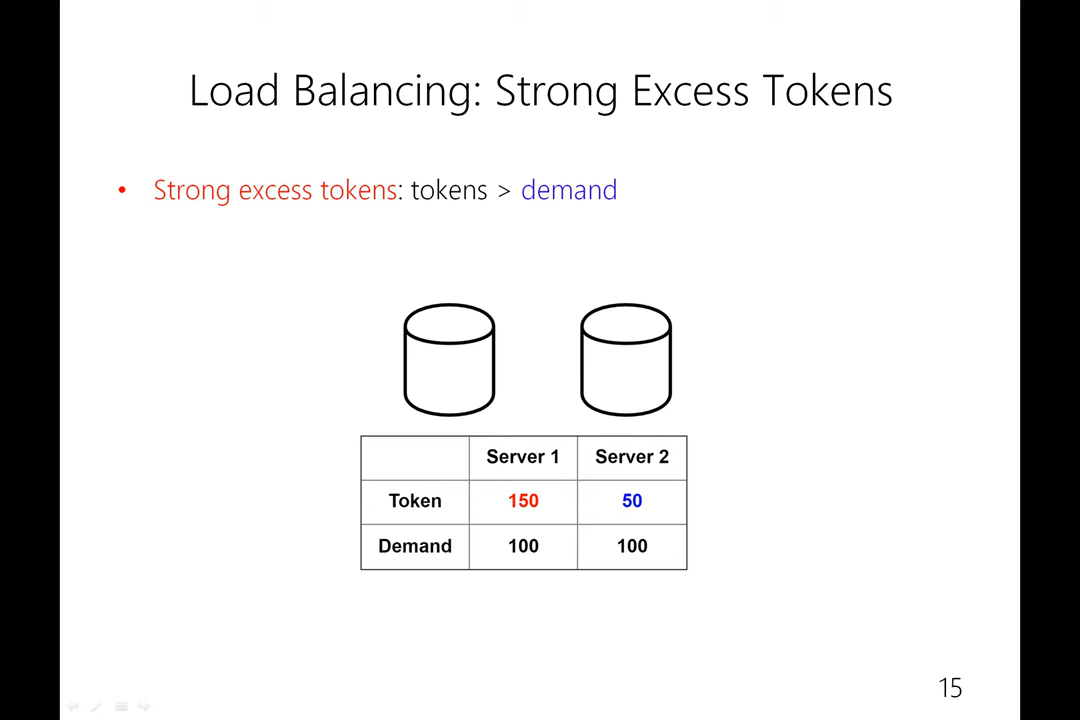 Load Balancing: Strong Excess Tokens
• Strong excess tokens: tokens > demand
Server 1 Server 2
Token 150 50
Demand 100 100
15